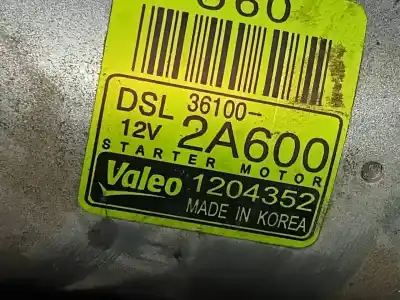 DSL 36100-
12V 2A600
STARTER MOTOR
Valeo 1204352
MADE IN KOREA